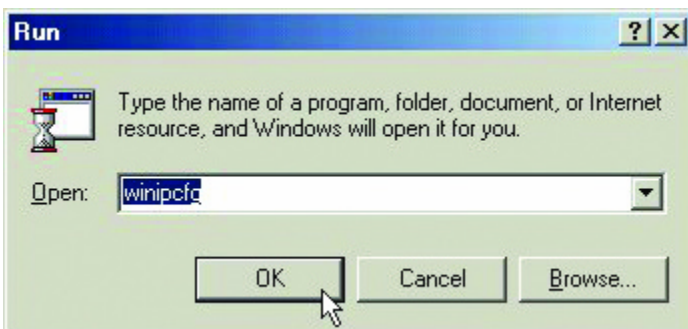 Run
Type the name of a program, folder, document, or Internet
resource, and Windows will open it for you.
Open: winipcfg
OK Cancel Browse...